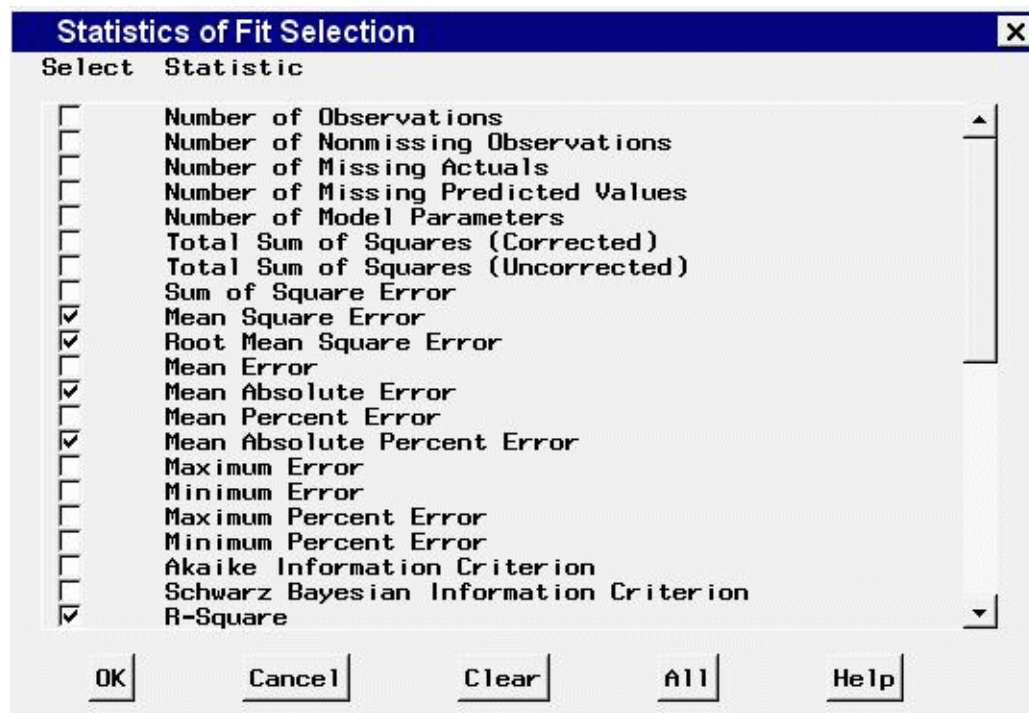 Statistics of Fit Selection
Select Statistic
Number of Observations
Number of Nonmissing Observations
Number of Missing Actuals
Number of Missing Predicted Values
Number of Model Parameters
Total Sum of Squares (Corrected)
Total Sum of Squares (Uncorrected)
Sum of Square Error
Mean Square Error
Root Mean Square Error
Mean Error
Mean Absolute Error
Mean Percent Error
Mean Absolute Percent Error
Maximum Error
Minimum Error
Maximum Percent Error
Minimum Percent Error
Akaike Information Criterion
Schwarz Bayesian Information Criterion
R-Square
OK Cancel Clear All Help